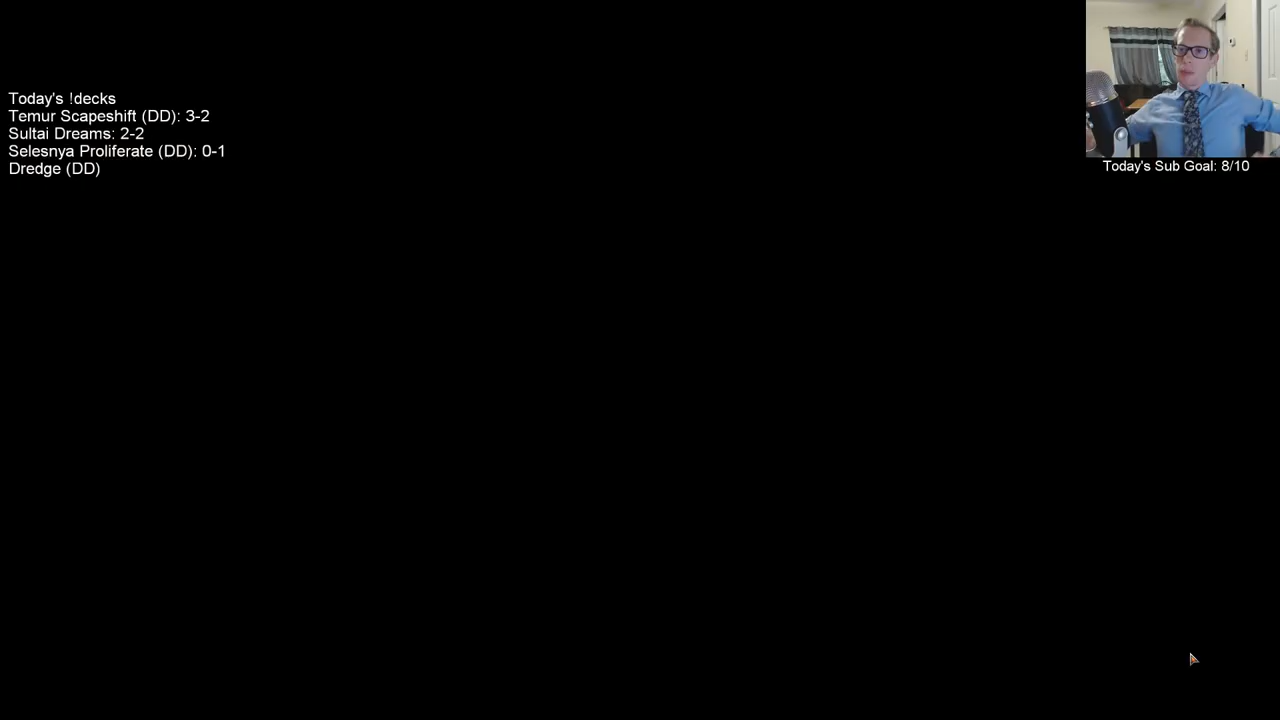 Today's !decks
Temur Scapeshift (DD): 3-2
Sultai Dreams: 2-2
Selesnya Proliferate (DD): 0-1
Dredge (DD)
Today's Sub Goal: 8/10